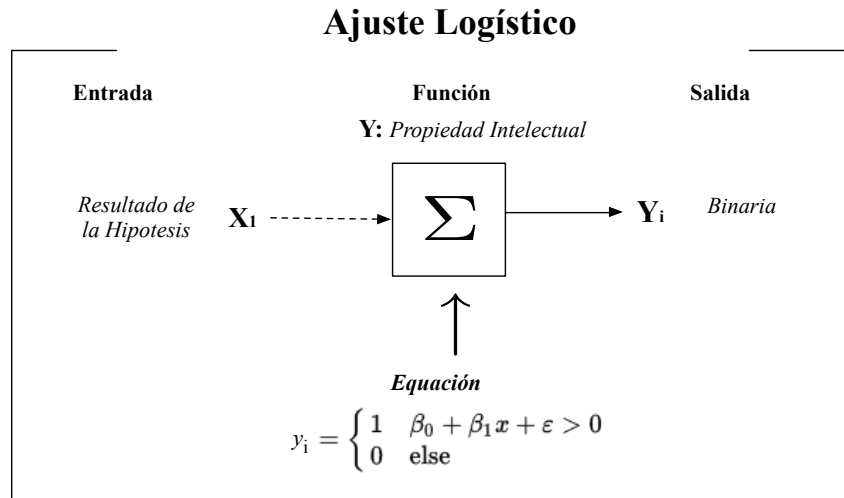 Ajuste Logístico
Entrada Función Salida
Y: Propiedad Intelectual
Resultado de
la Hipotesis
X1
Σ
Yi
Binaria
Equación
yi = { 1 β0 + β1x + ε > 0
0 else